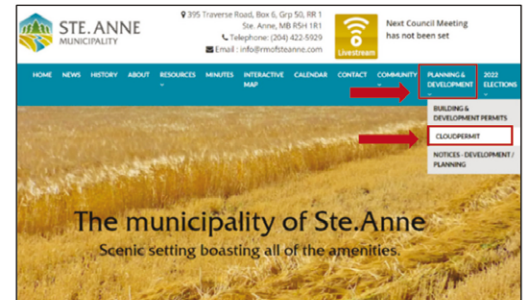 STE. ANNE
MUNICIPALITY
395 Traverse Road, Box 6, Grp
50, RR 1
Ste. Anne, MB R5H 1R1
Telephone: (204)
422-5929
Email : info@rmofsteanne.com
Livestream
Next Council Meeting
has not been set
HOME NEWS HISTORY ABOUT RESOURCES MINUTES INTERACTIVE MAP CALENDAR CONTACT COMMUNITY PLANNING & DEVELOPMENT 2022 ELECTIONS
BUILDING &
DEVELOPMENT PERMITS
CLOUDPERMIT
NOTICES - DEVELOPMENT /
PLANNING
The municipality of Ste.Anne
Scenic setting boasting all of the amenities.